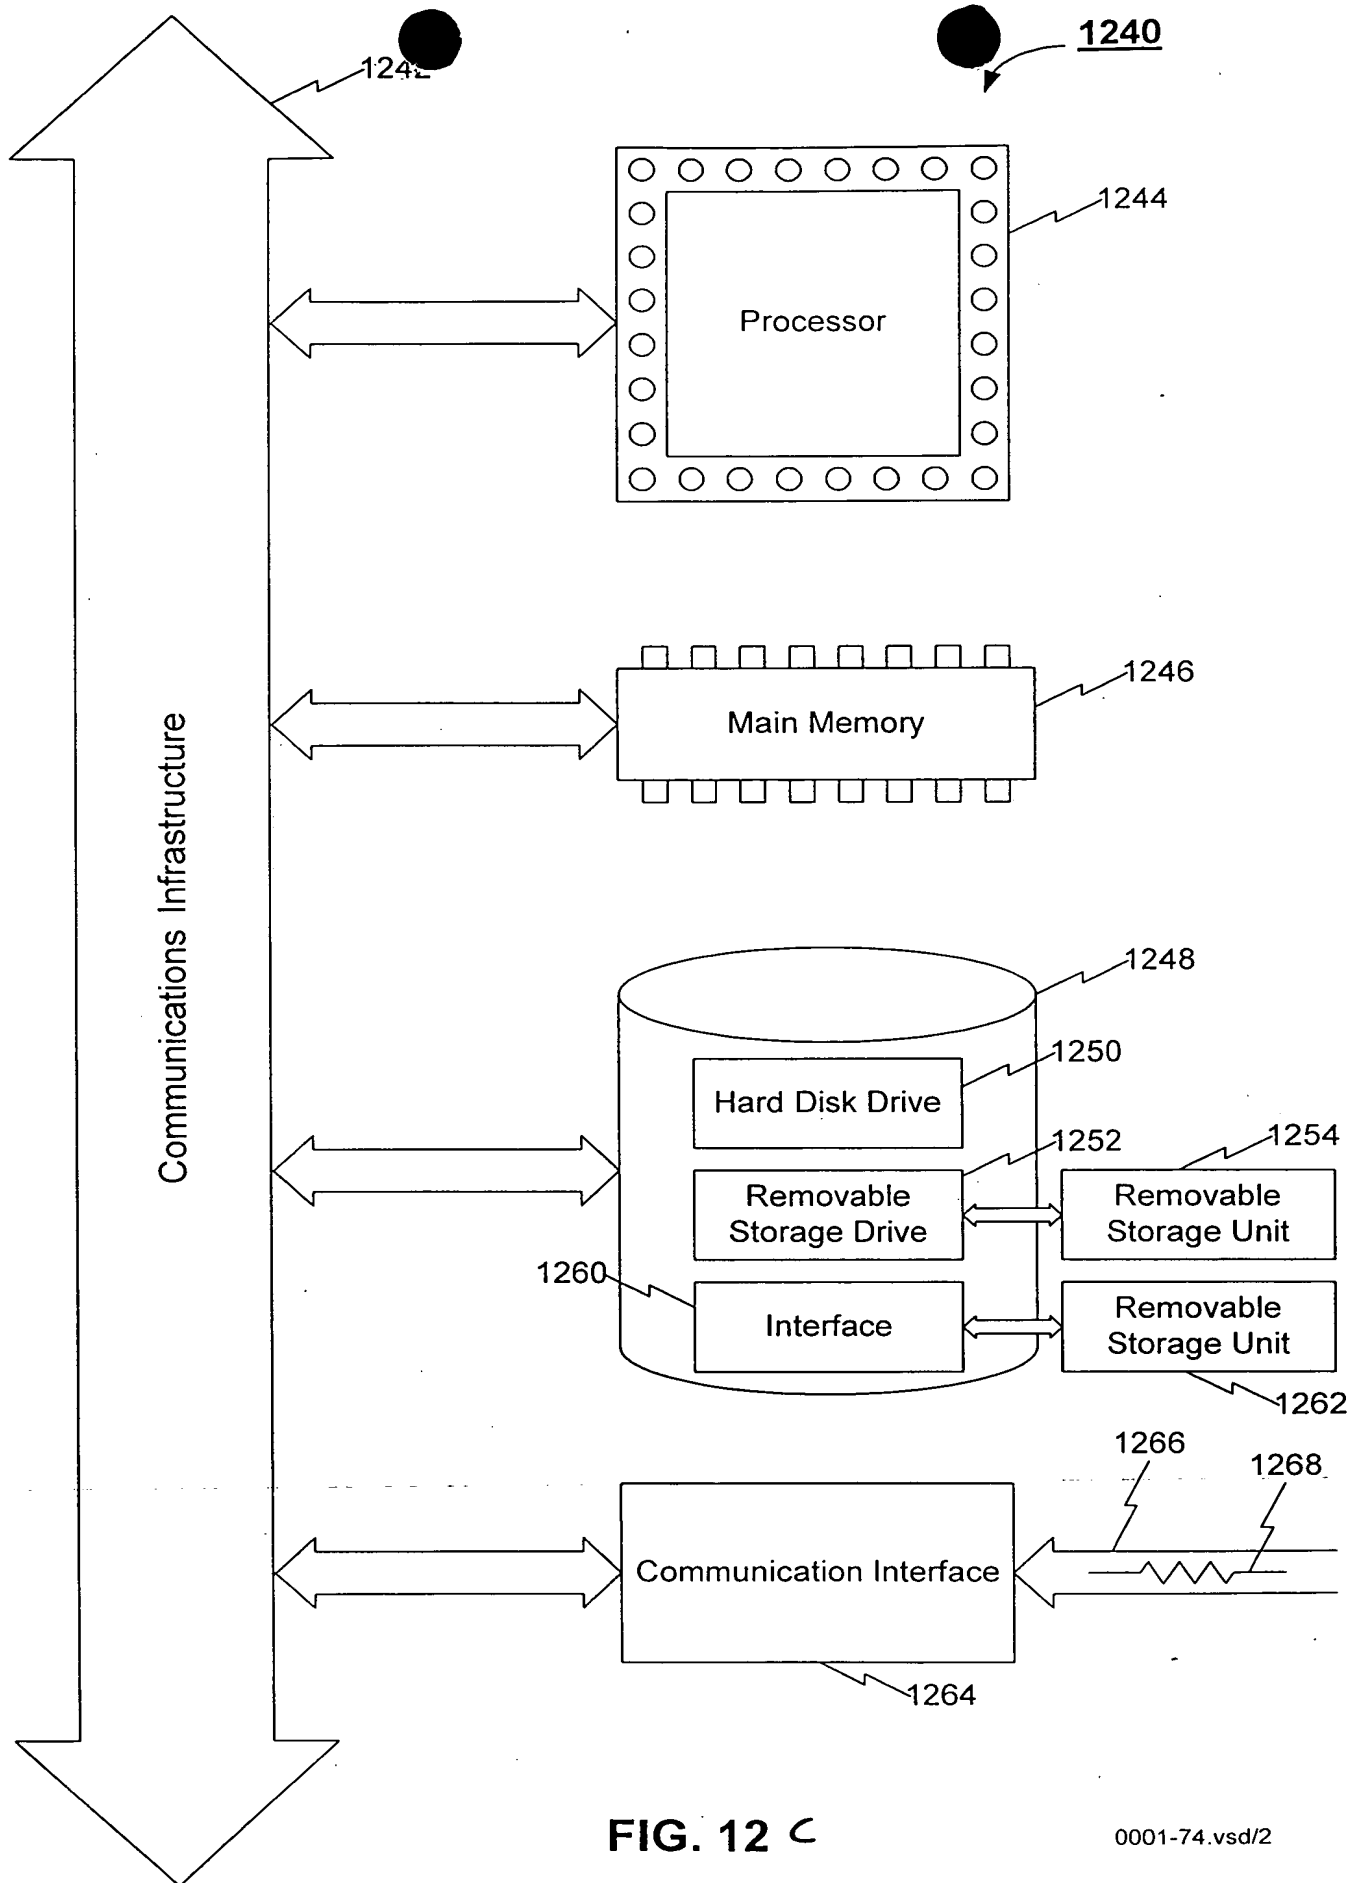 1240
1242
1244
Processor
1246
Main Memory
Communications Infrastructure
1248
1250
Hard Disk Drive
1252
1254
Removable
Storage Drive
Removable
Storage Unit
1260
Interface
Removable
Storage Unit
1262
1266
1268
Communication Interface
1264
FIG. 12 C
0001-74.vsd/2